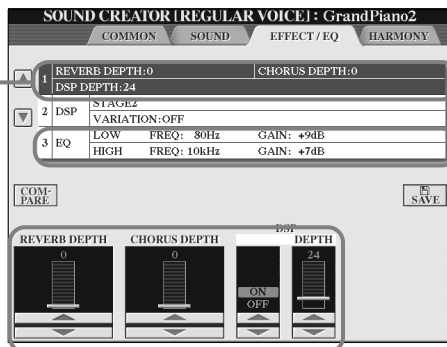 SOUND CREATOR [REGULAR VOICE] : GrandPiano2
COMMON SOUND EFFECT / EQ HARMONY
1 REVERB DEPTH:0 CHORUS DEPTH:0
DSP DEPTH:24
2 DSP STAGE2
VARIATION:OFF
3 EQ LOW FREQ: 80Hz GAIN: +9dB
HIGH FREQ: 10kHz GAIN: +7dB
COM-
PARE
SAVE
REVERB DEPTH CHORUS DEPTH DSP DEPTH
0 0 ON OFF 24